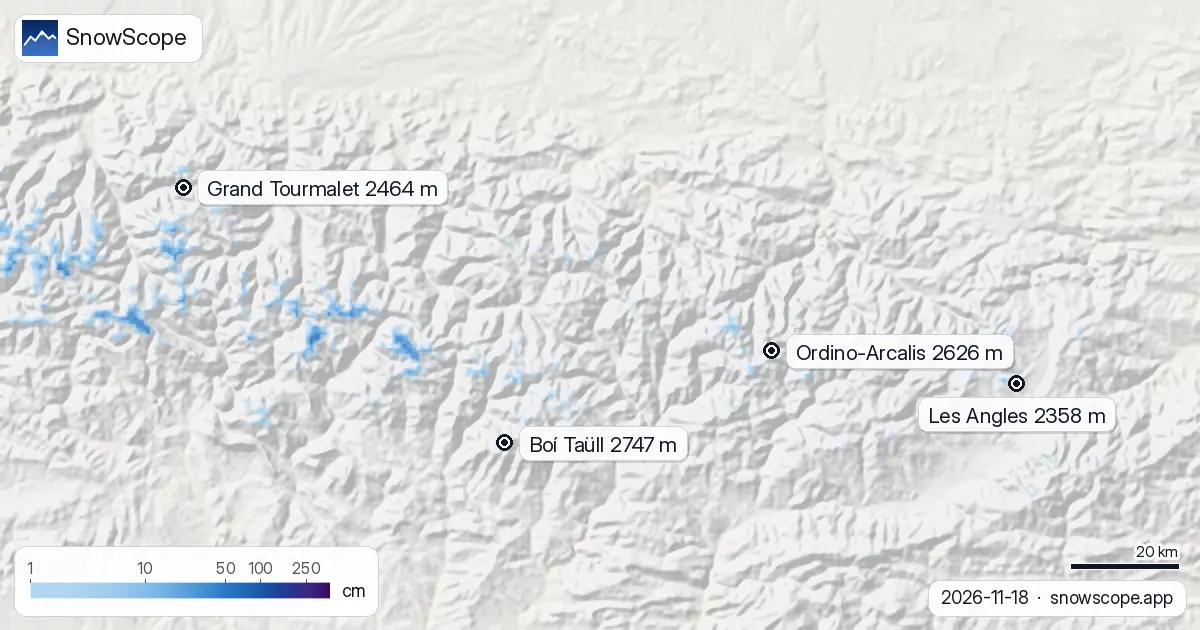 SnowScope
Grand Tourmalet 2464 m
Ordino-Arcalis 2626 m
Les Angles 2358 m
Boí Taüll 2747 m
1 10 50 100 250
cm
20 km
2026-11-18 · snowscope.app